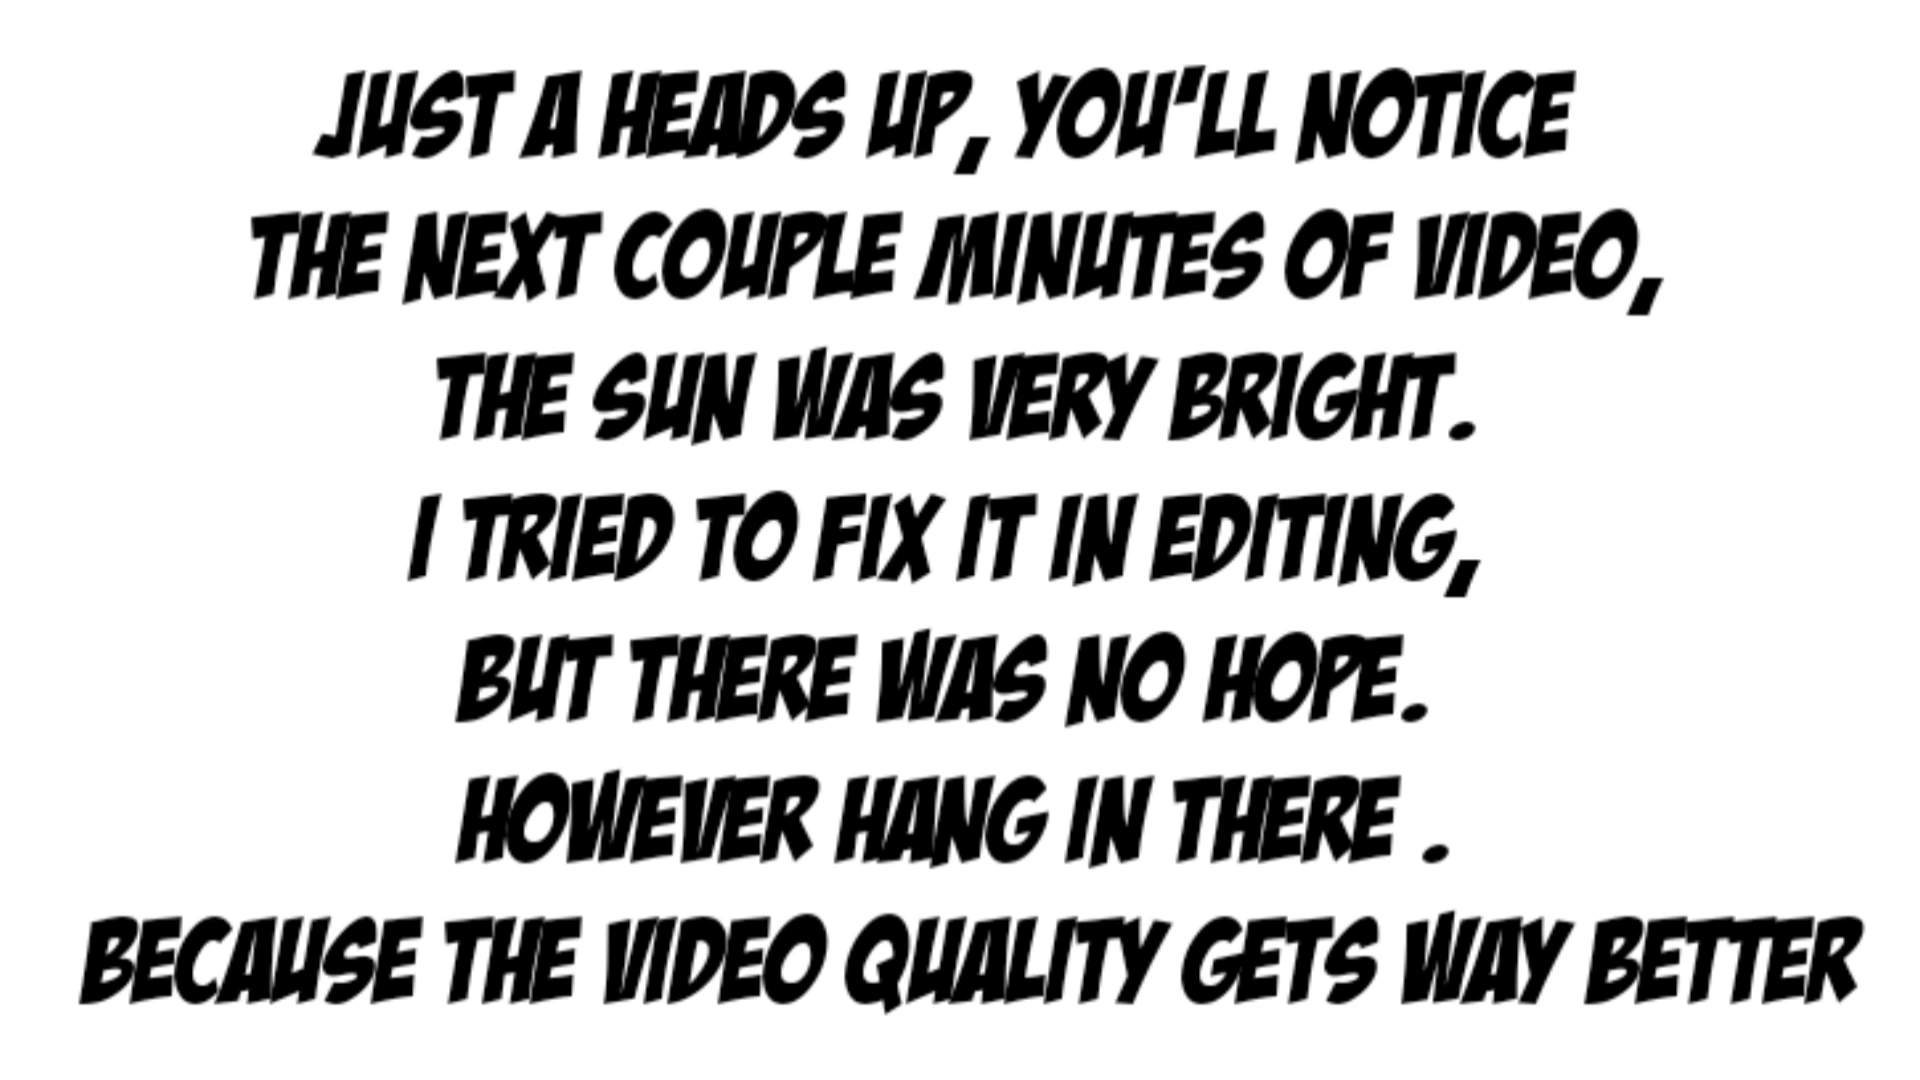 JUST A HEADS UP, YOU'LL NOTICE
THE NEXT COUPLE MINUTES OF VIDEO,
THE SUN WAS VERY BRIGHT.
I TRIED TO FIX IT IN EDITING,
BUT THERE WAS NO HOPE.
HOWEVER HANG IN THERE .
BECAUSE THE VIDEO QUALITY GETS WAY BETTER